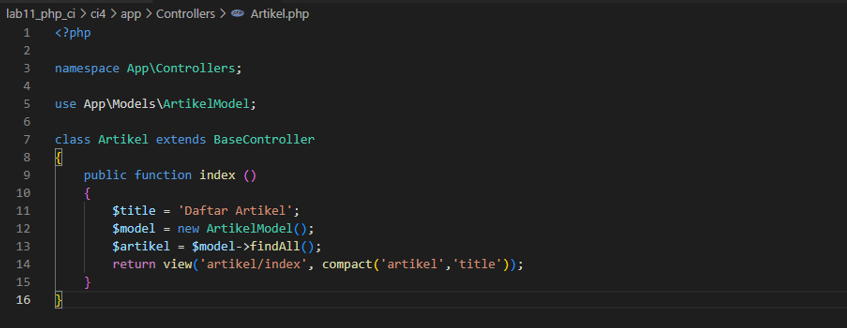 lab11_php_ci > ci4 > app > Controllers > Artikel.php
1 <?php
2
3 namespace App\Controllers;
4
5 use App\Models\ArtikelModel;
6
7 class Artikel extends BaseController
8 {
9     public function index ()
10     {
11         $title = 'Daftar Artikel';
12         $model = new ArtikelModel();
13         $artikel = $model->findAll();
14         return view('artikel/index', compact('artikel','title'));
15     }
16 }